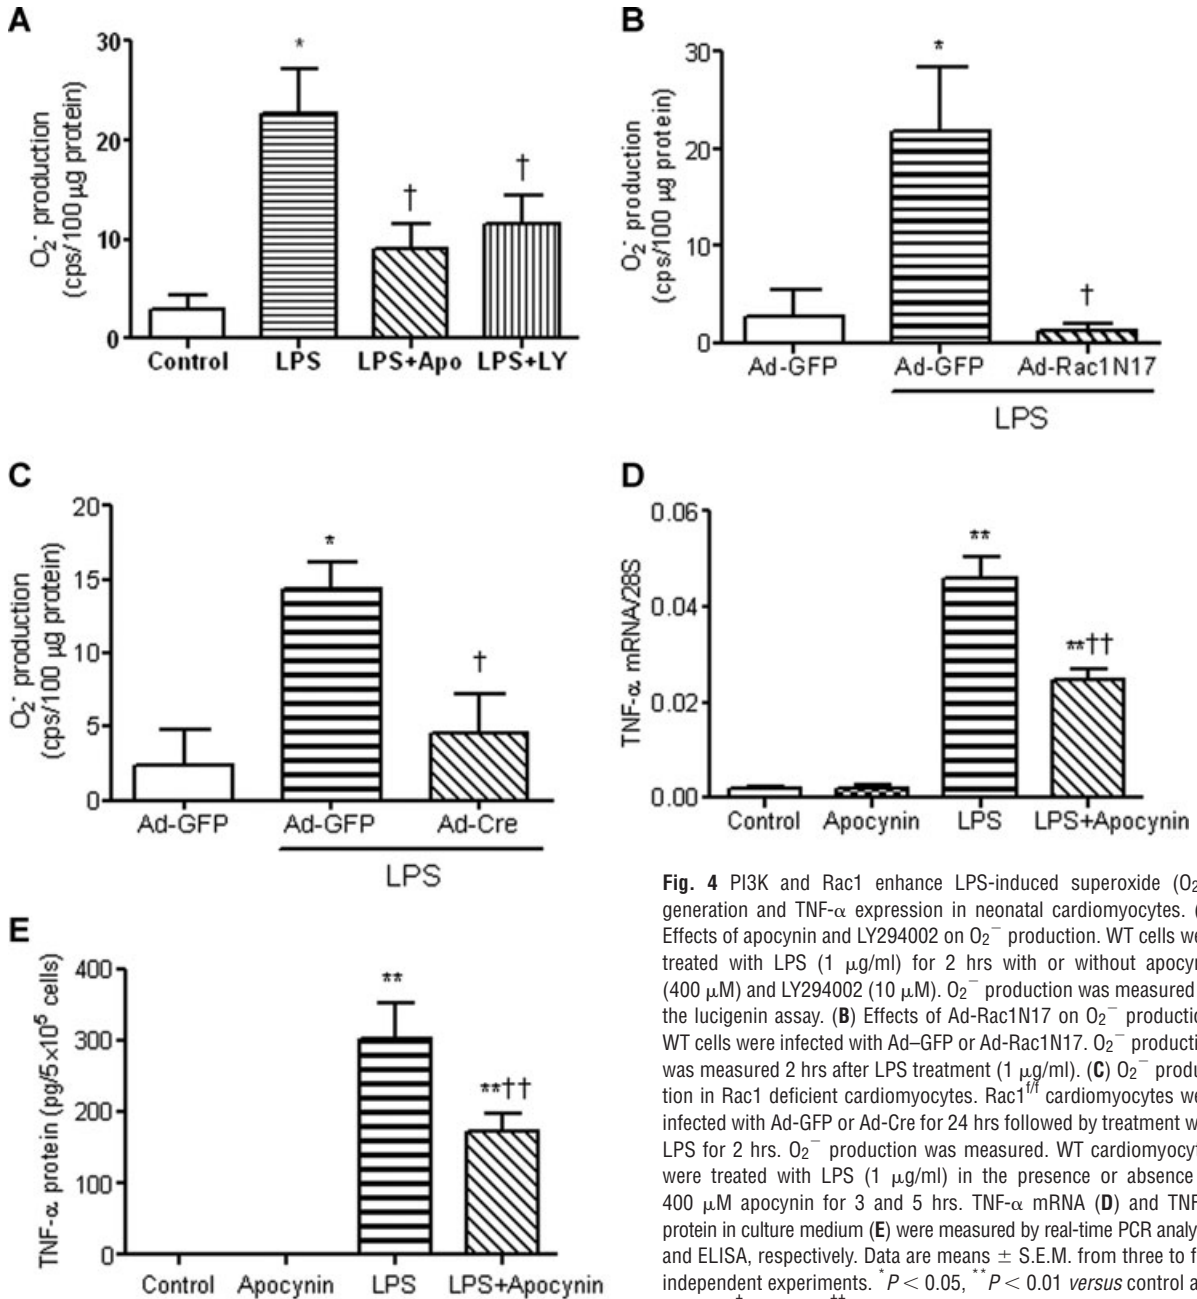 A
O2- production
(cps/100 μg protein)
30
20
10
0
*
†
†
Control LPS LPS+Apo LPS+LY
B
O2- production
(cps/100 μg protein)
30
20
10
0
*
†
Ad-GFP Ad-GFP Ad-Rac1N17
LPS
C
O2- production
(cps/100 μg protein)
20
15
10
5
0
*
†
Ad-GFP Ad-GFP Ad-Cre
LPS
D
TNF-α mRNA/28S
0.06
0.04
0.02
0.00
**
**††
Control Apocynin LPS LPS+Apocynin
E
TNF-α protein (pg/5×10⁵ cells)
400
300
200
100
0
**
**††
Control Apocynin LPS LPS+Apocynin
Fig. 4 PI3K and Rac1 enhance LPS-induced superoxide (O2
generation and TNF-α expression in neonatal cardiomyocytes. (
Effects of apocynin and LY294002 on O2− production. WT cells we
treated with LPS (1 μg/ml) for 2 hrs with or without apocyn
(400 μM) and LY294002 (10 μM). O2− production was measured
the lucigenin assay. (B) Effects of Ad-Rac1N17 on O2− productio
WT cells were infected with Ad–GFP or Ad-Rac1N17. O2− producti
was measured 2 hrs after LPS treatment (1 μg/ml). (C) O2− produ
tion in Rac1 deficient cardiomyocytes. Rac1f/f cardiomyocytes we
infected with Ad-GFP or Ad-Cre for 24 hrs followed by treatment w
LPS for 2 hrs. O2− production was measured. WT cardiomyocyt
were treated with LPS (1 μg/ml) in the presence or absence
400 μM apocynin for 3 and 5 hrs. TNF-α mRNA (D) and TNF
protein in culture medium (E) were measured by real-time PCR analy
and ELISA, respectively. Data are means ± S.E.M. from three to f
independent experiments. *P < 0.05, **P < 0.01 versus control a